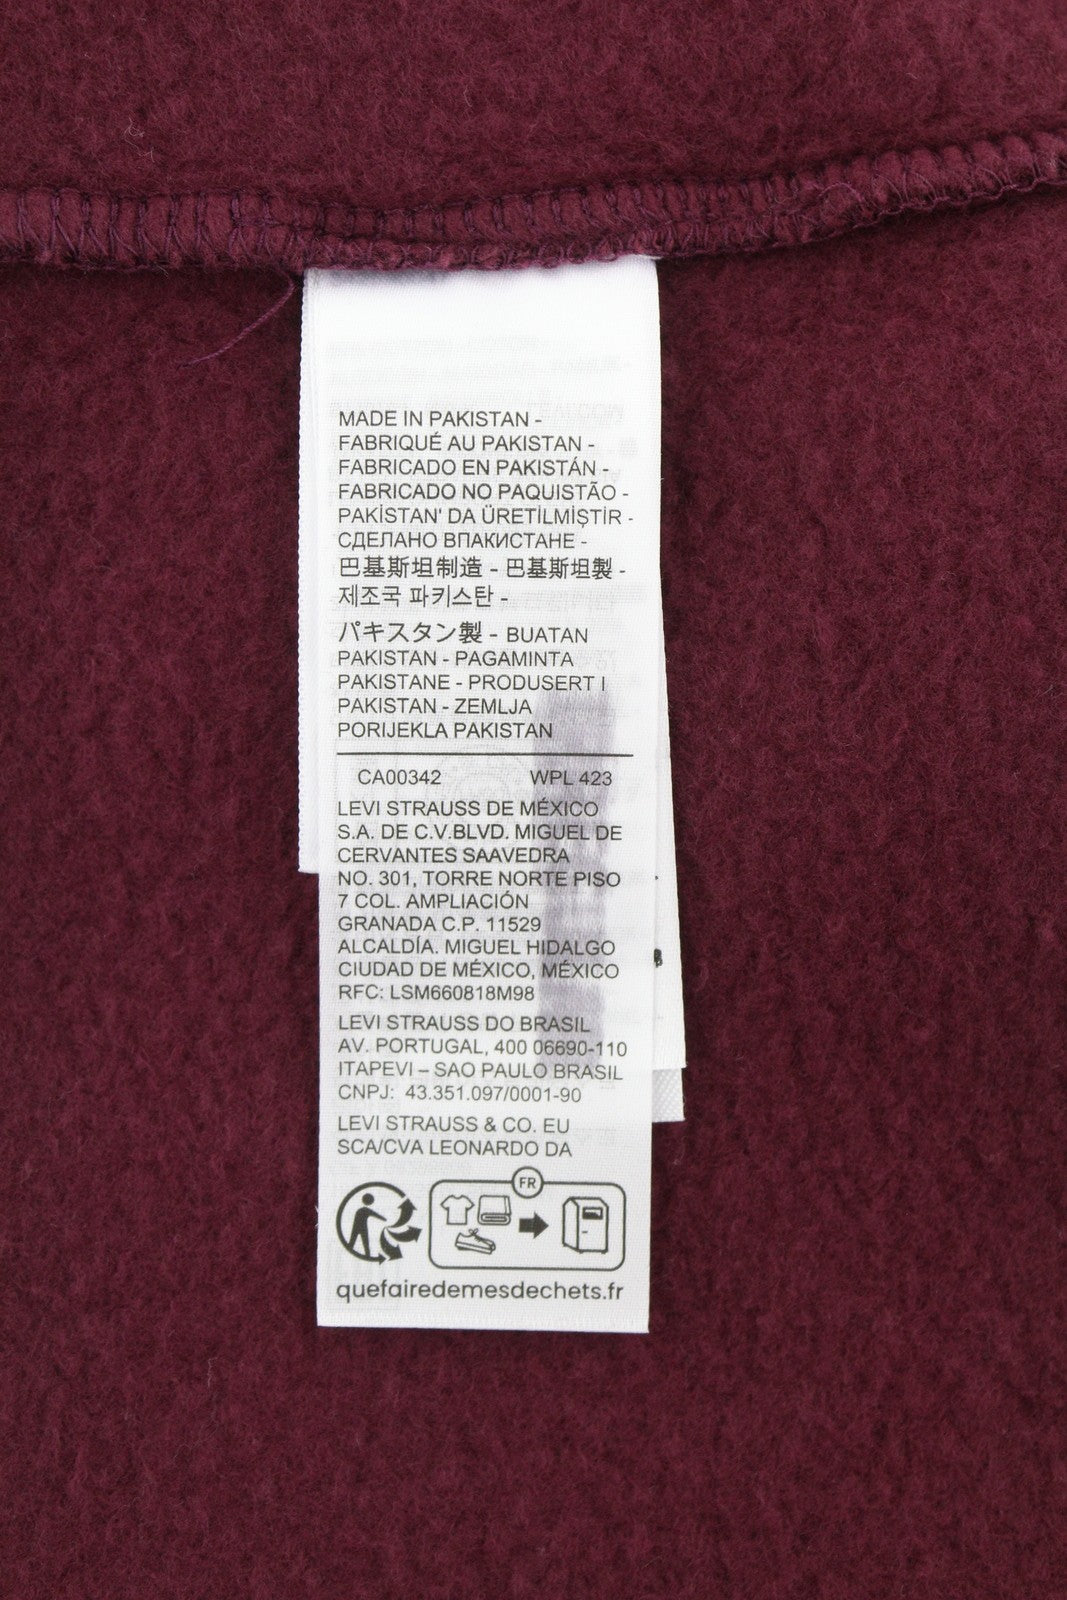 MADE IN PAKISTAN -
FABRIQUÉ AU PAKISTAN -
FABRICADO EN PAKISTÁN -
FABRICADO NO PAQUISTÃO -
PAKİSTAN' DA ÜRETİLMİŞTİR -
СДЕЛАНО ВПАКИСТАНЕ -
巴基斯坦制造 - 巴基斯坦製 -
제조국 파키스탄 -
パキスタン製 - BUATAN
PAKISTAN - PAGAMINTA
PAKISTANE - PRODUSERT I
PAKISTAN - ZEMLJA
PORIJEKLA PAKISTAN
CA00342 WPL 423
LEVI STRAUSS DE MÉXICO
S.A. DE C.V.BLVD. MIGUEL DE
CERVANTES SAAVEDRA
NO. 301, TORRE NORTE PISO
7 COL. AMPLIACIÓN
GRANADA C.P. 11529
ALCALDÍA. MIGUEL HIDALGO
CIUDAD DE MÉXICO, MÉXICO
RFC: LSM660818M98
LEVI STRAUSS DO BRASIL
AV. PORTUGAL, 400 06690-110
ITAPEVI – SAO PAULO BRASIL
CNPJ: 43.351.097/0001-90
LEVI STRAUSS & CO. EU
SCA/CVA LEONARDO DA
FR
quefairedemesdechets.fr